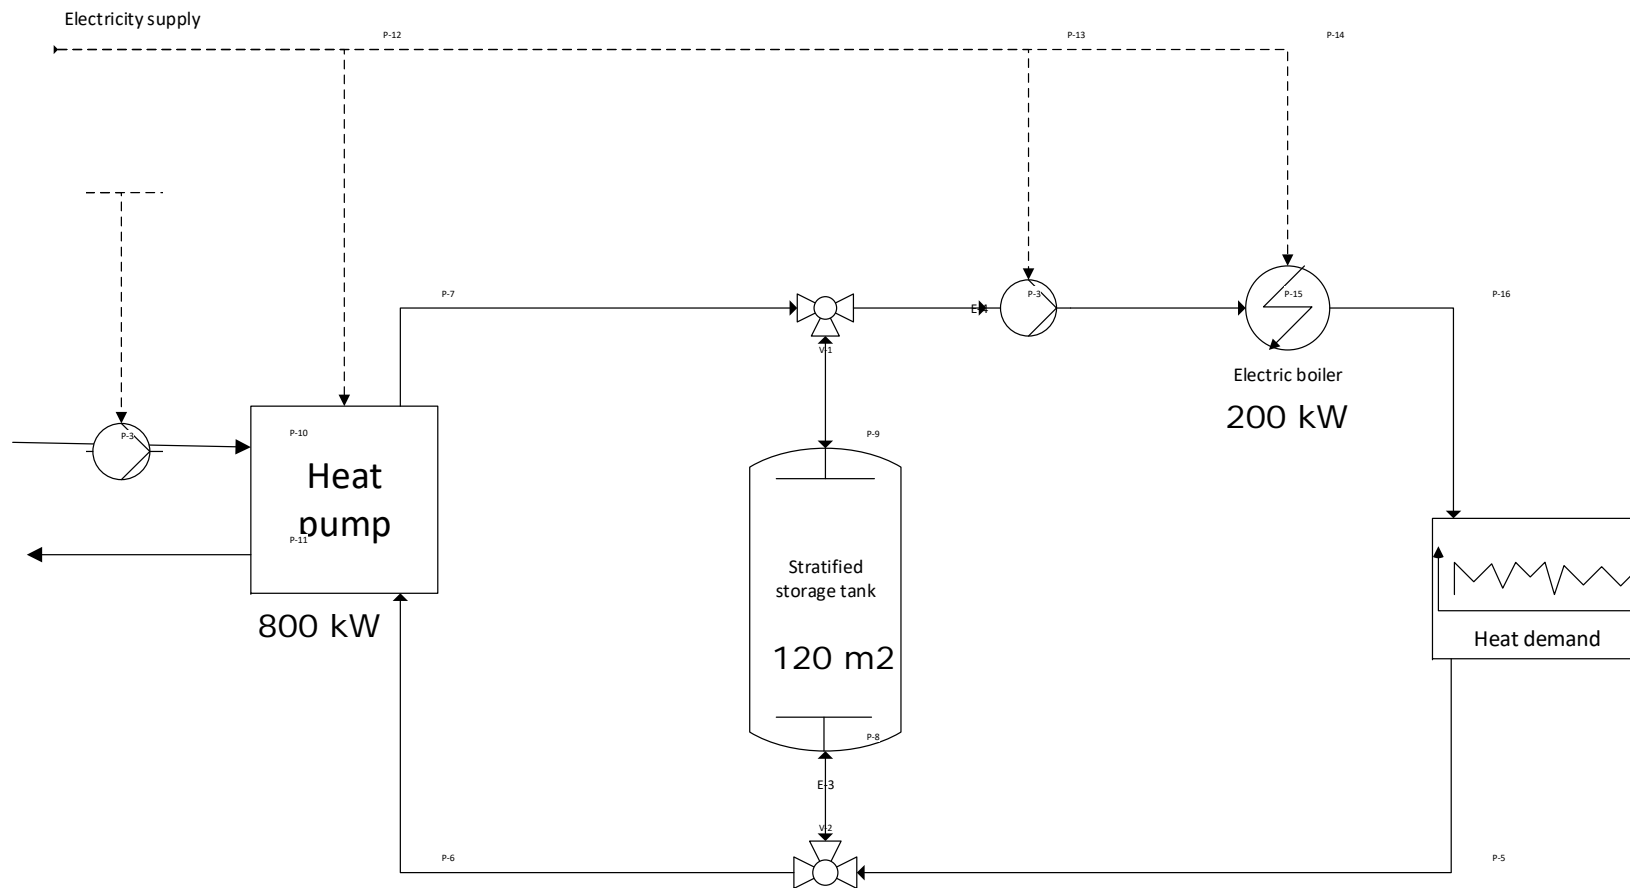 Electricity supply
P-12
P-13
P-14
P-7
E-4
P-3
P-15
P-16
V-1
Electric boiler
200 kW
P-3
P-10
P-9
Heat
pump
P-11
Stratified
storage tank
800 kW
120 m2
Heat demand
P-8
E-3
V-2
P-6
P-5